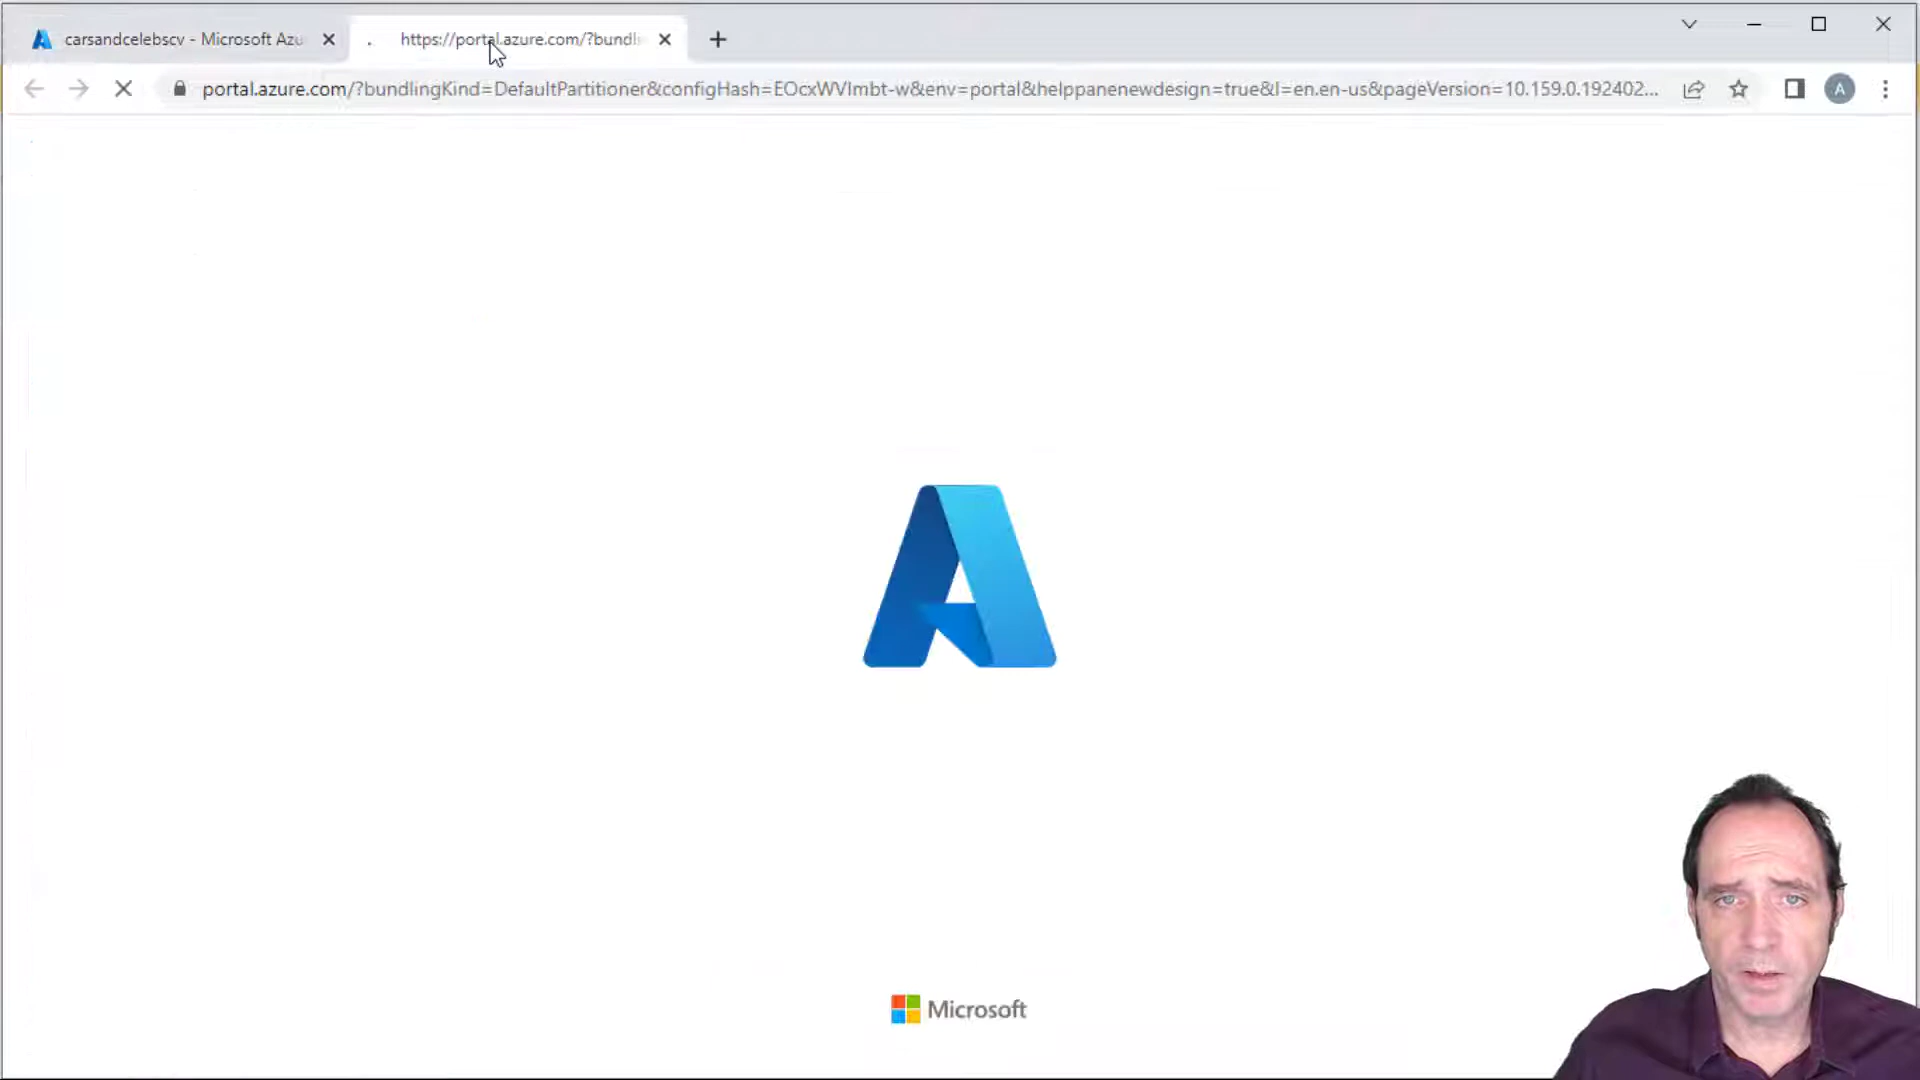 carsandcelebscv - Microsoft Azu
https://portal.azure.com/?bundli
portal.azure.com/?bundlingKind=DefaultPartitioner&configHash=EOcxWVImbt-w&env=portal&helppanenewdesign=true&l=en.en-us&pageVersion=10.159.0.192402...
A
Microsoft